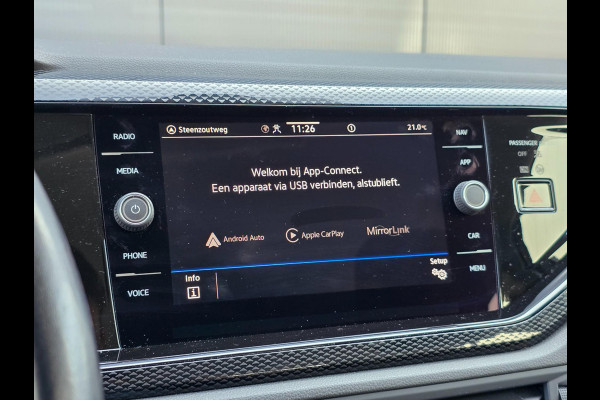 RADIO
MEDIA
PHONE
VOICE
Steenzoutweg 11:26 21.0°C
Welkom bij App-Connect.
Een apparaat via USB verbinden, alstublieft.
Android Auto Apple CarPlay MirrorLink
Info Setup
NAV
APP
CAR
MENU
PASSENGER
OFF